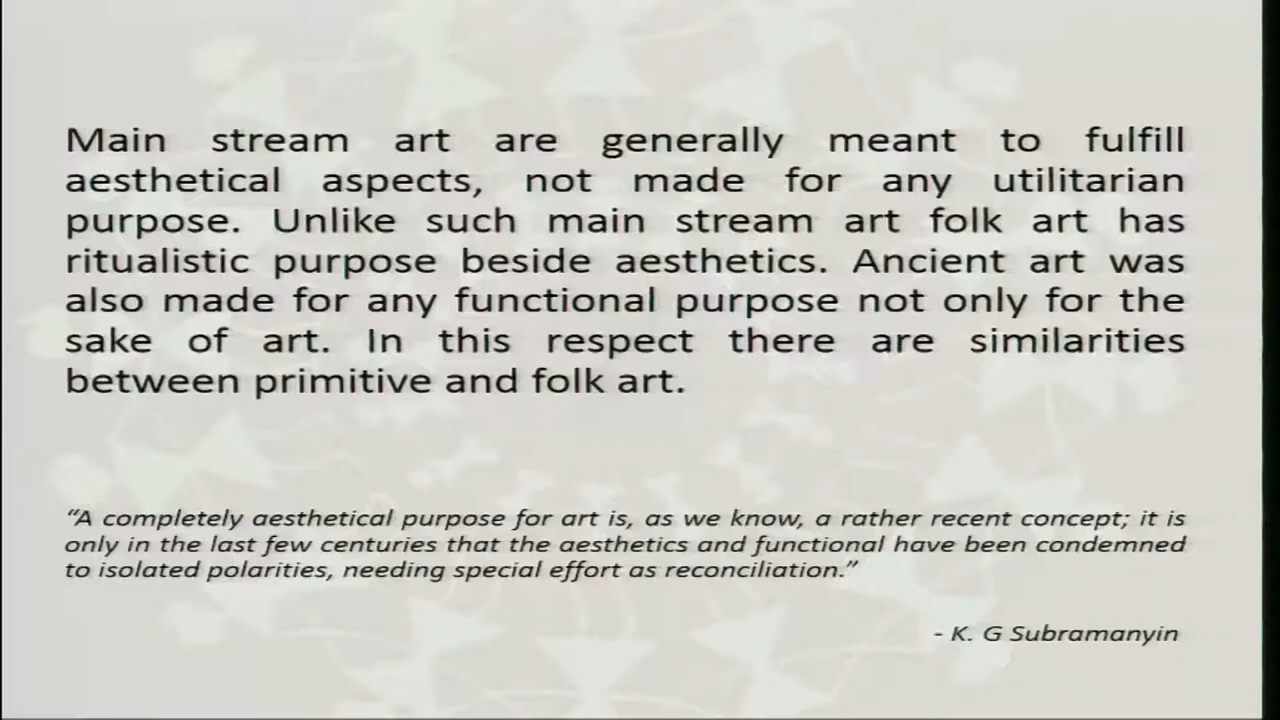 Main stream art are generally meant to fulfill
aesthetical aspects, not made for any utilitarian
purpose. Unlike such main stream art folk art has
ritualistic purpose beside aesthetics. Ancient art was
also made for any functional purpose not only for the
sake of art. In this respect there are similarities
between primitive and folk art.
“A completely aesthetical purpose for art is, as we know, a rather recent concept; it is
only in the last few centuries that the aesthetics and functional have been condemned
to isolated polarities, needing special effort as reconciliation.”
- K. G Subramanyin